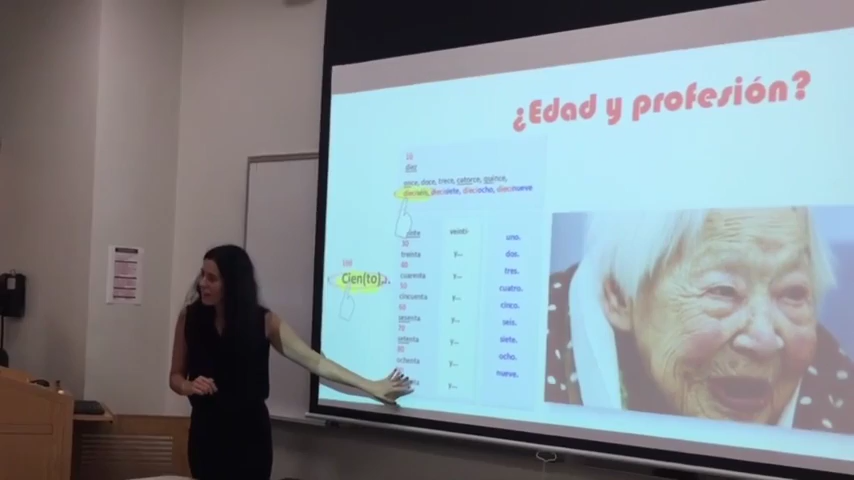 ¿Edad y profesión?
10
diez
once, doce, trece, catorce, quince,
dieciséis, diecisiete, dieciocho, diecinueve
veinti- uno.
30
treinta y... dos.
40 tres.
cuarenta y... cuatro.
50
cincuenta y... cinco.
60
sesenta y... seis.
70
setenta y... siete.
80
ochenta y... ocho.
y... nueve.
100
Cien(to)